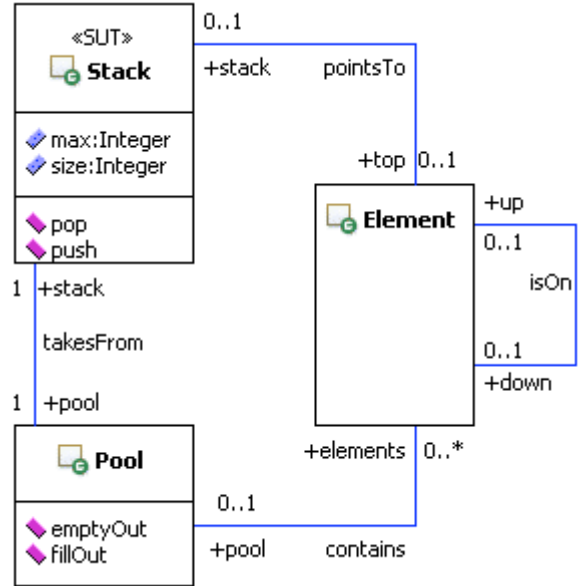 «SUT»
Stack
max:Integer
size:Integer
pop
push
0..1
+stack
pointsTo
+top
0..1
Element
+up
0..1
isOn
0..1
+down
1
+stack
takesFrom
1
+pool
Pool
emptyOut
fillOut
+elements
0..*
0..1
+pool
contains